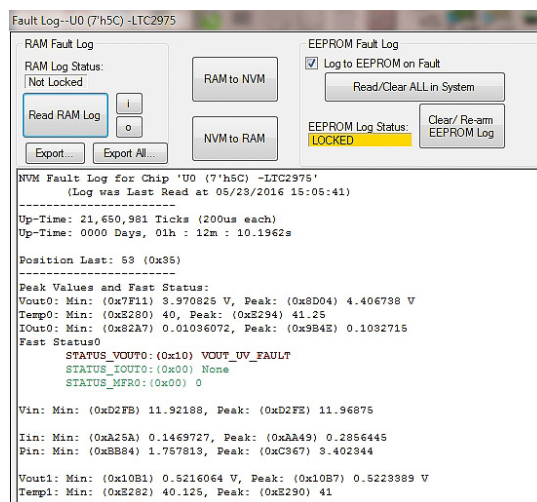 Fault Log--U0 (7'h5C) -LTC2975
RAM Fault Log
RAM Log Status:
Not Locked
Read RAM Log
i
o
Export...
Export All...
RAM to NVM
NVM to RAM
EEPROM Fault Log
Log to EEPROM on Fault
Read/Clear ALL in System
EEPROM Log Status:
LOCKED
Clear/ Re-arm
EEPROM Log
NVM Fault Log for Chip 'U0 (7'h5C) -LTC2975'
(Log was Last Read at 05/23/2016 15:05:41)
------------------------
Up-Time: 21,650,981 Ticks (200us each)
Up-Time: 0000 Days, 01h : 12m : 10.1962s
Position Last: 53 (0x35)
------------------------
Peak Values and Fast Status:
Vout0: Min: (0x7F11) 3.970825 V, Peak: (0x8D04) 4.406738 V
Temp0: Min: (0xE280) 40, Peak: (0xE294) 41.25
IOut0: Min: (0x82A7) 0.01036072, Peak: (0x9B4E) 0.1032715
Fast Status0
STATUS_VOUT0:(0x10) VOUT_UV_FAULT
STATUS_IOUT0:(0x00) None
STATUS_MFR0:(0x00) 0
Vin: Min: (0xD2FB) 11.92188, Peak: (0xD2FE) 11.96875
Iin: Min: (0xA25A) 0.1469727, Peak: (0xAA49) 0.2856445
Pin: Min: (0xBB84) 1.757813, Peak: (0xC367) 3.402344
Vout1: Min: (0x10B1) 0.5216064 V, Peak: (0x10B7) 0.5223389 V
Temp1: Min: (0xE282) 40.125, Peak: (0xE290) 41